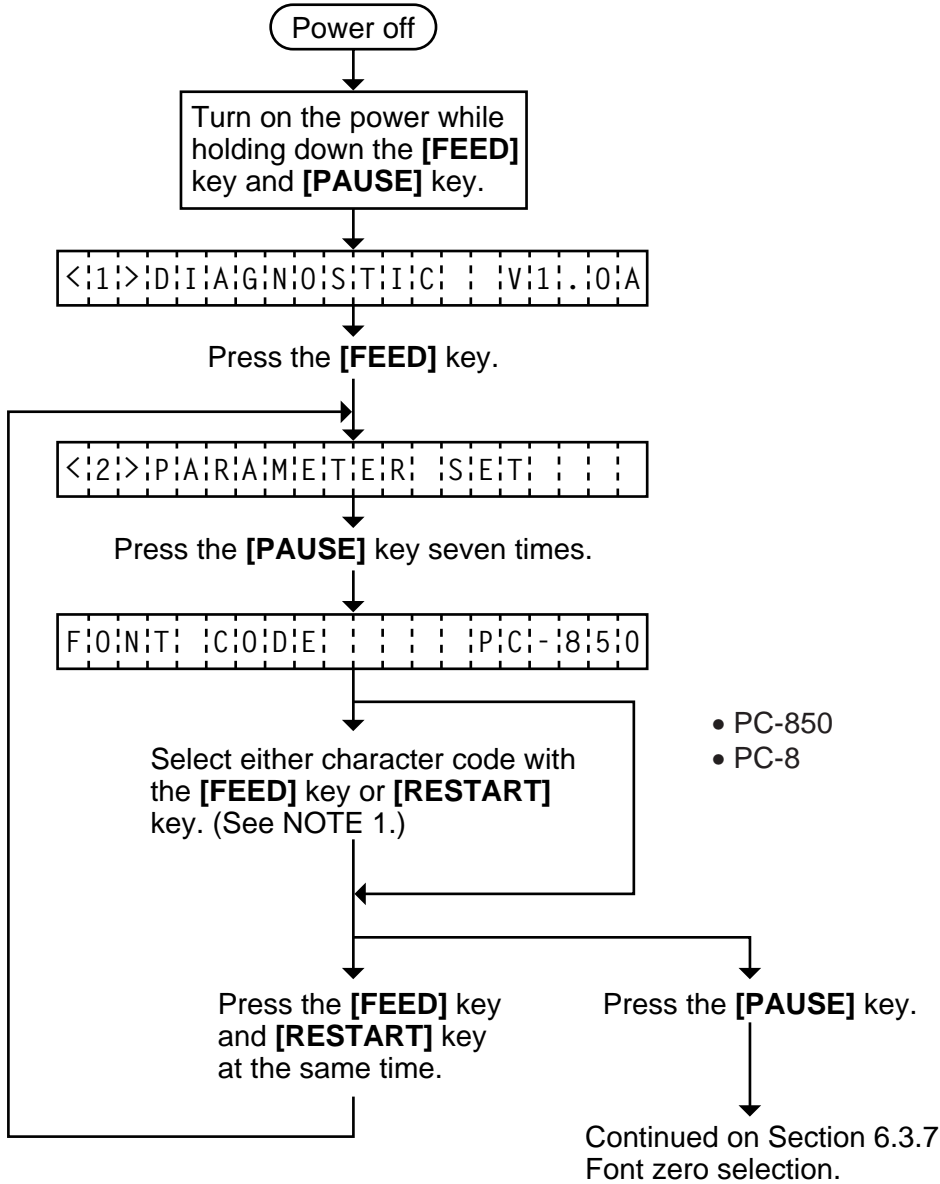 Power off
Turn on the power while
holding down the [FEED]
key and [PAUSE] key.
<1>DIAGNOSTIC  V1.0A
Press the [FEED] key.
<2>PARAMETER SET
Press the [PAUSE] key seven times.
FONT CODE    PC-850
• PC-850
• PC-8
Select either character code with
the [FEED] key or [RESTART]
key. (See NOTE 1.)
Press the [FEED] key
and [RESTART] key
at the same time.
Press the [PAUSE] key.
Continued on Section 6.3.7
Font zero selection.